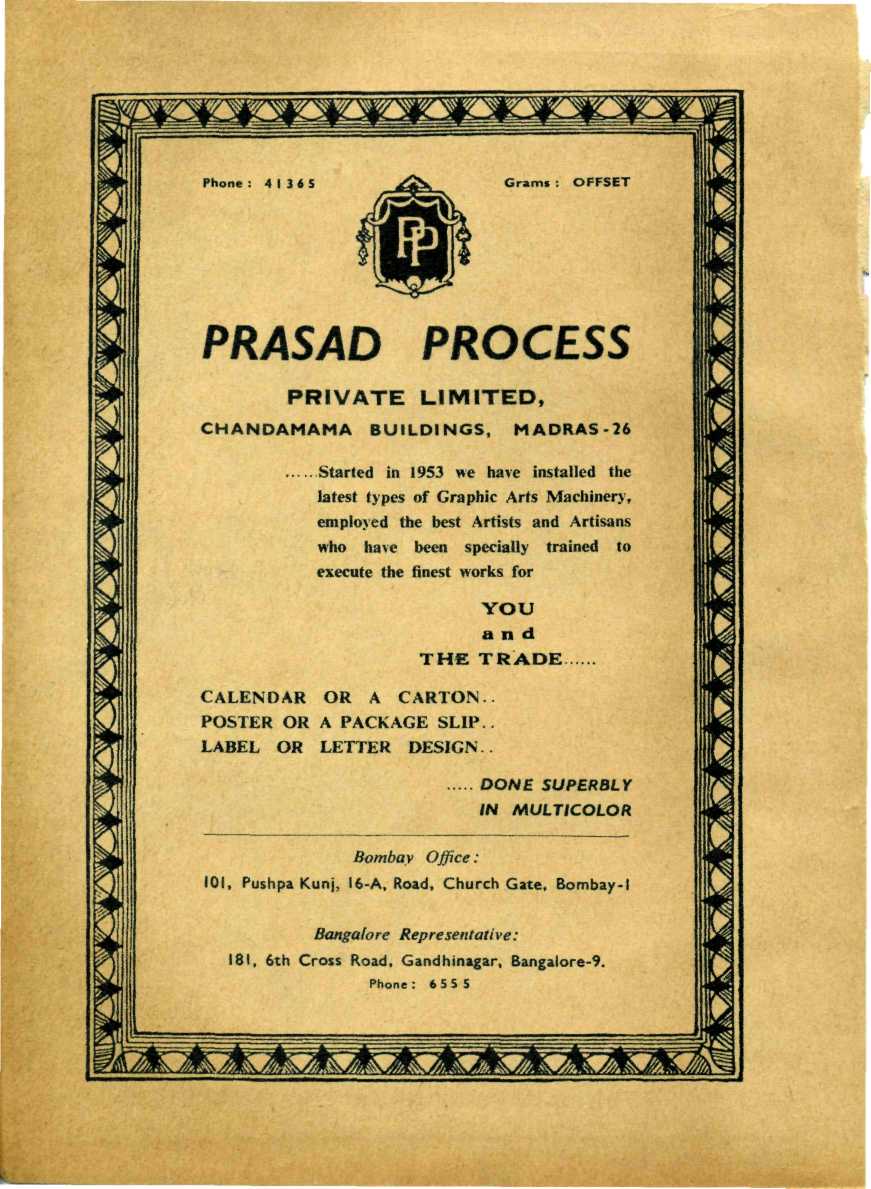 Phone : 41365 Grams : OFFSET
PP
PRASAD PROCESS
PRIVATE LIMITED,
CHANDAMAMA BUILDINGS, MADRAS-26
......Started in 1953 we have installed the
latest types of Graphic Arts Machinery,
employed the best Artists and Artisans
who have been specially trained to
execute the finest works for
YOU
and
THE TRADE......
CALENDAR OR A CARTON..
POSTER OR A PACKAGE SLIP..
LABEL OR LETTER DESIGN..
..... DONE SUPERBLY
IN MULTICOLOR
Bombay Office:
101, Pushpa Kunj, 16-A, Road, Church Gate, Bombay-1
Bangalore Representative:
181, 6th Cross Road, Gandhinagar, Bangalore-9.
Phone : 6555